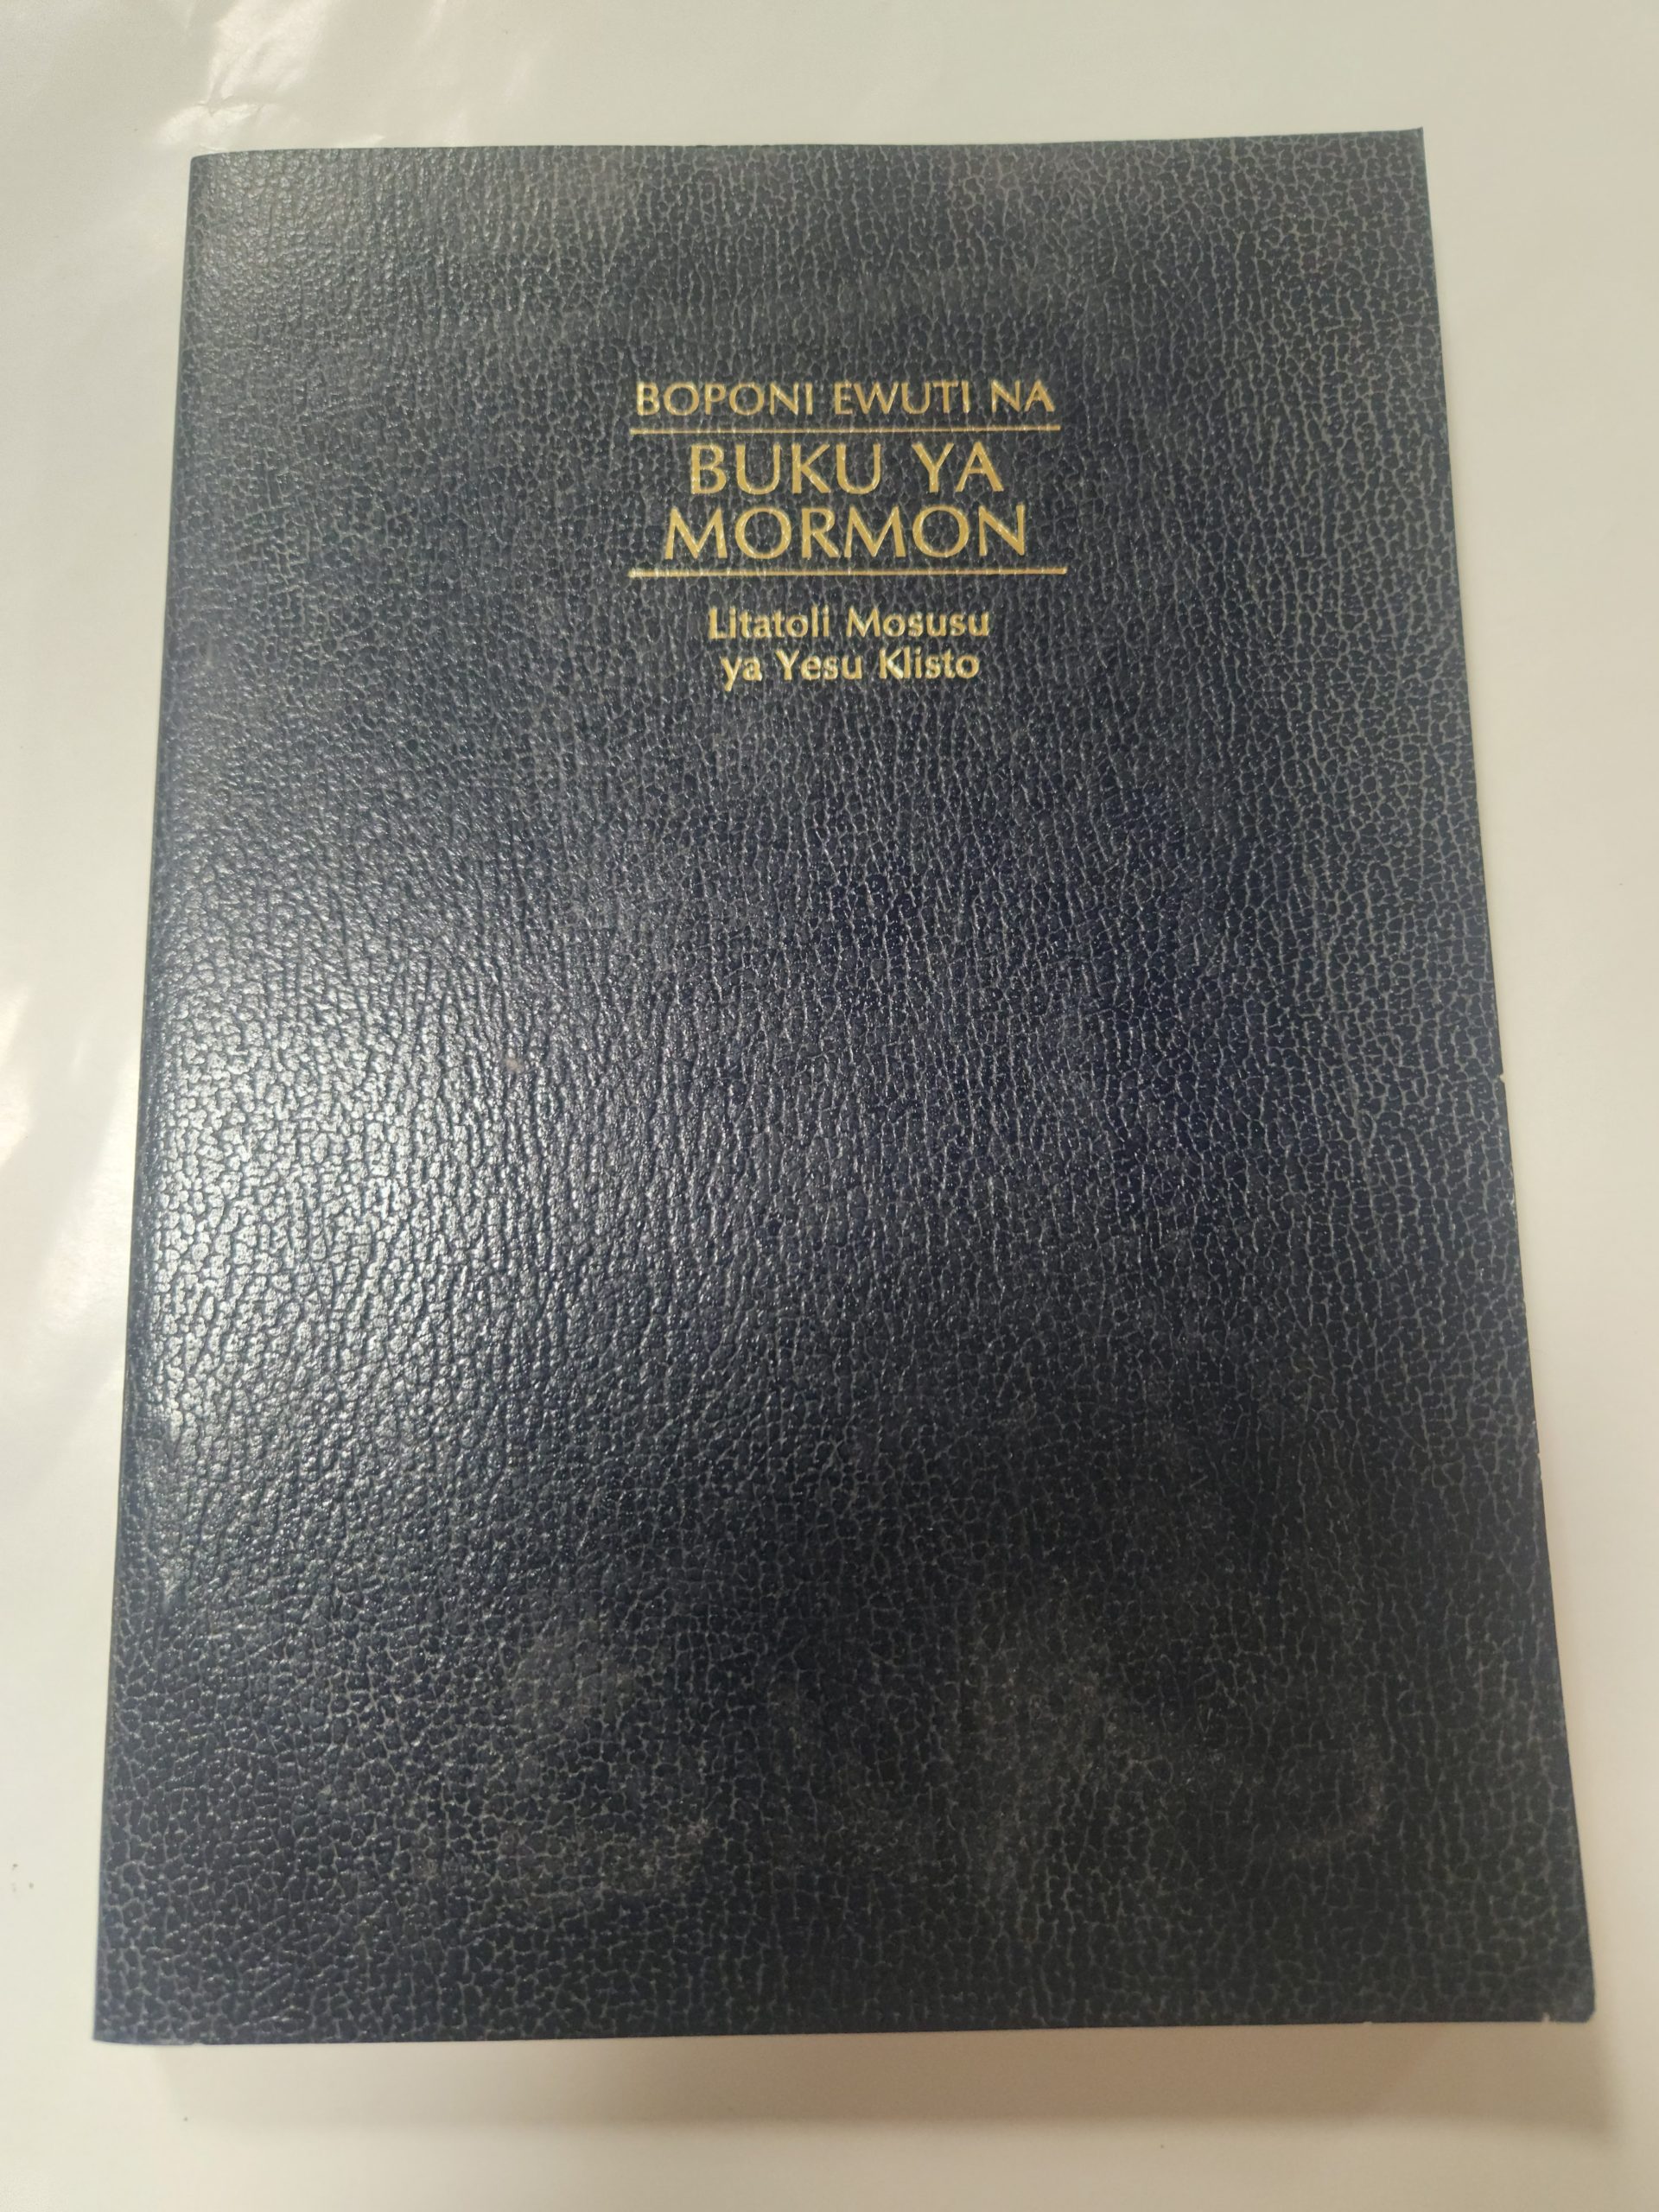 BOPONI EWUTI NA
BUKU YA
MORMON
Litatoli Mosusu
ya Yesu Klisto